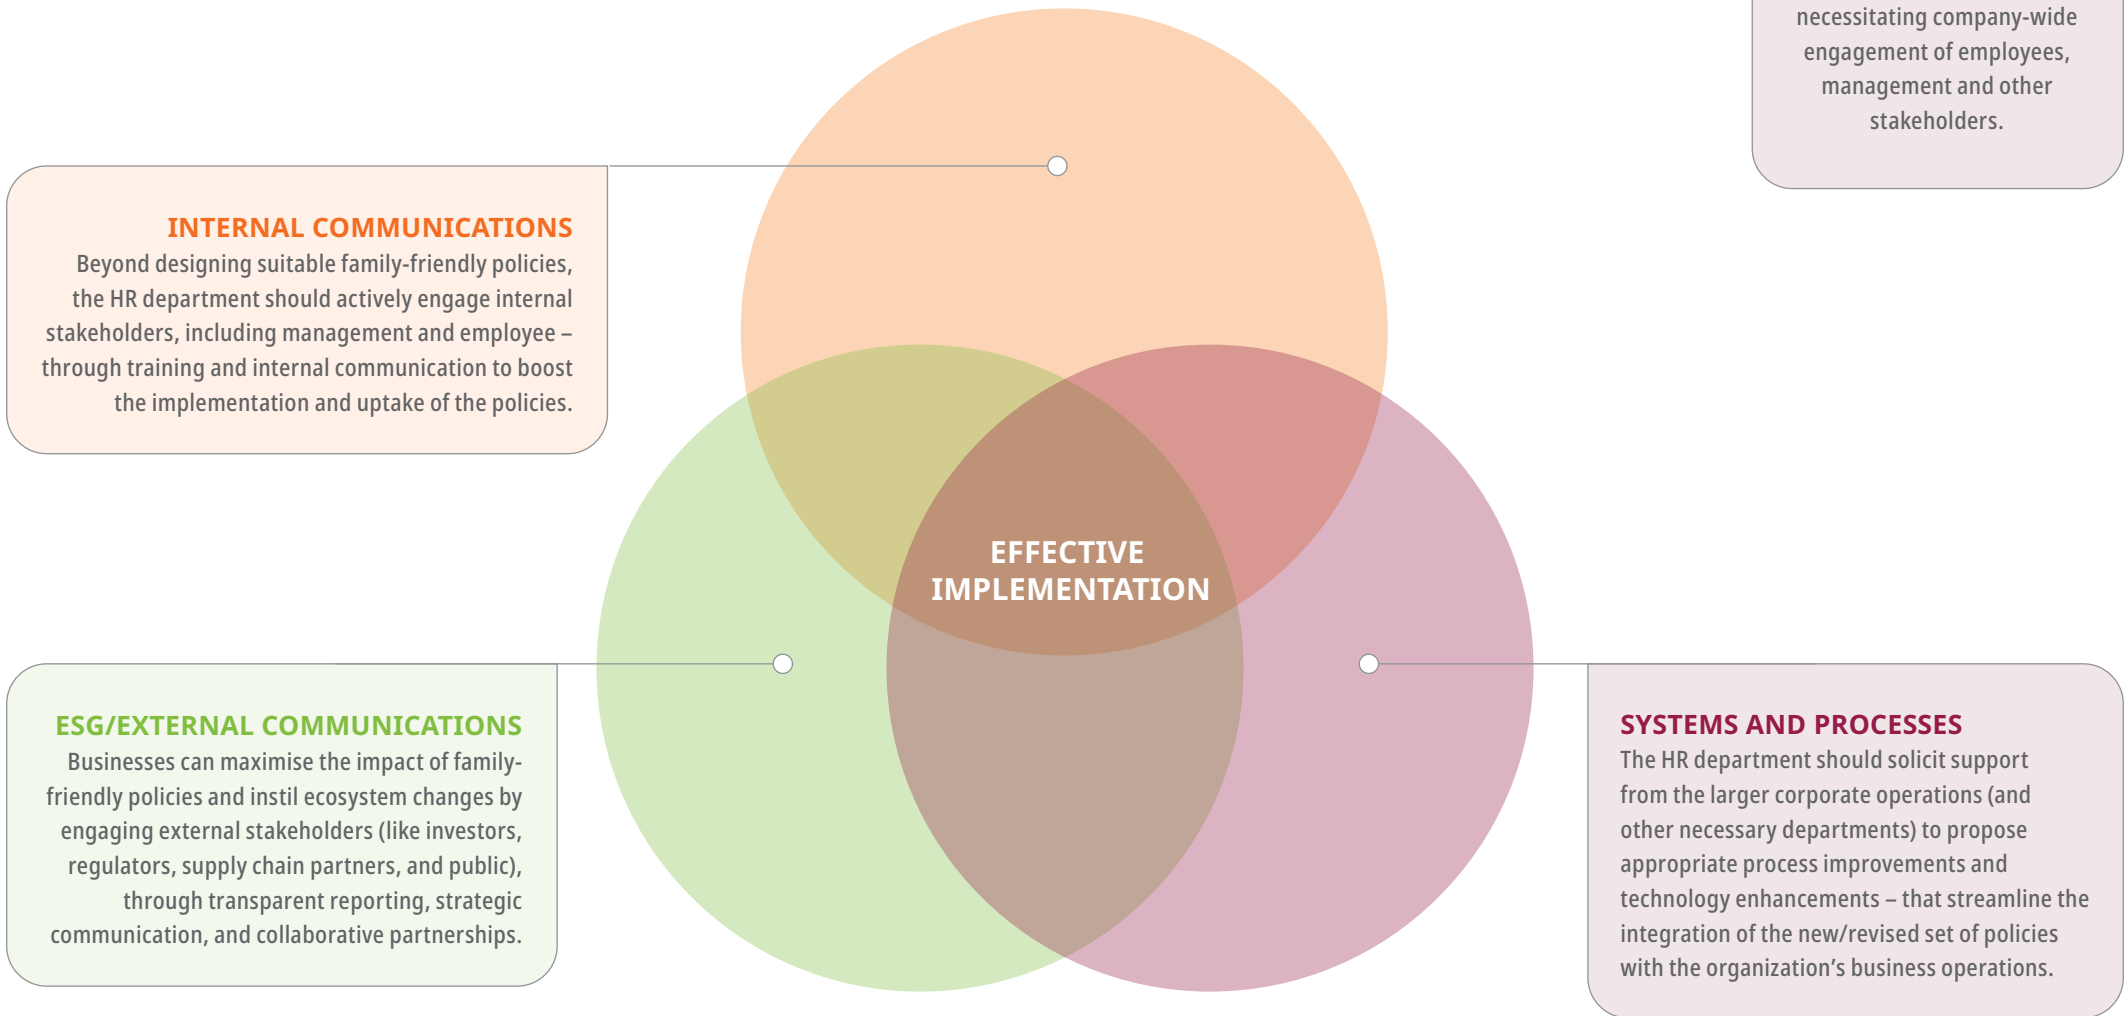 necessitating company-wide
engagement of employees,
management and other
stakeholders.
INTERNAL COMMUNICATIONS
Beyond designing suitable family-friendly policies,
the HR department should actively engage internal
stakeholders, including management and employee –
through training and internal communication to boost
the implementation and uptake of the policies.
EFFECTIVE
IMPLEMENTATION
ESG/EXTERNAL COMMUNICATIONS
Businesses can maximise the impact of family-
friendly policies and instil ecosystem changes by
engaging external stakeholders (like investors,
regulators, supply chain partners, and public),
through transparent reporting, strategic
communication, and collaborative partnerships.
SYSTEMS AND PROCESSES
The HR department should solicit support
from the larger corporate operations (and
other necessary departments) to propose
appropriate process improvements and
technology enhancements – that streamline the
integration of the new/revised set of policies
with the organization’s business operations.